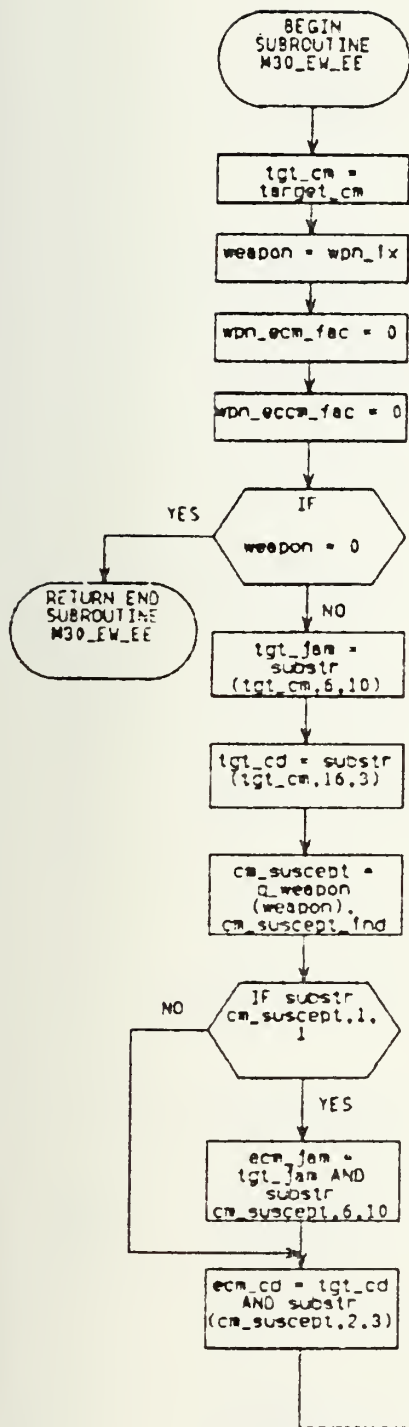 BEGIN
SUBROUTINE
M30_EW_EE
tgt_cm =
target_cm
weapon = wpn_ix
wpn_ecm_fac = 0
wpn_eccm_fac = 0
IF
weapon = 0
YES
RETURN END
SUBROUTINE
M30_EW_EE
NO
tgt_jam =
substr
(tgt_cm,6,10)
tgt_cd = substr
(tgt_cm,16,3)
cm_suscept =
g_weapon
(weapon).
cm_suscept_ind
IF substr
cm_suscept,1,
1
NO
YES
ecm_jam =
tgt_jam AND
substr
cm_suscept,6,10
ecm_cd = tgt_cd
AND substr
(cm_suscept,2,3)